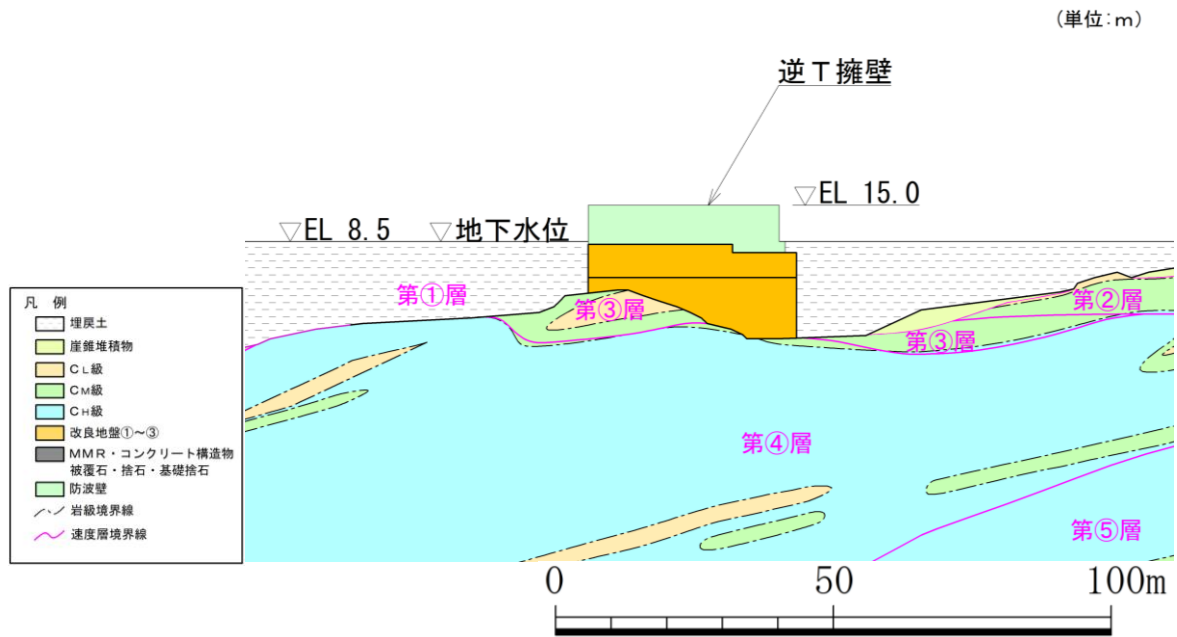 (単位:m)
逆T擁壁
▽EL 15.0
▽EL 8.5
▽地下水位
第①層
第③層
第②層
第③層
第④層
第⑤層
凡 例
埋戻土
崖錐堆積物
CL級
CM級
CH級
改良地盤①～③
MMR・コンクリート構造物
被覆石・捨石・基礎捨石
防波壁
岩級境界線
速度層境界線
0 50 100m